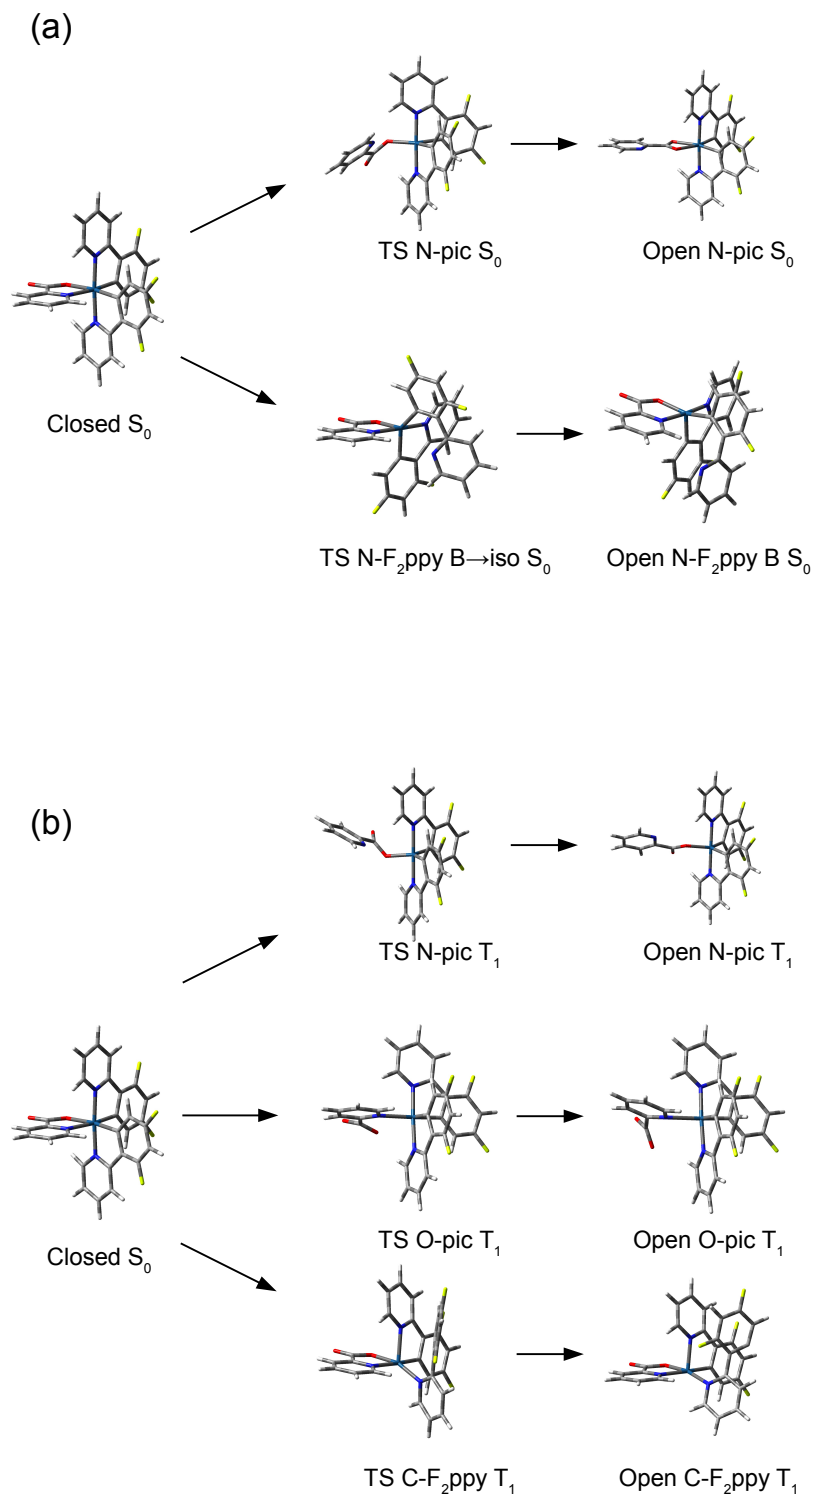 (a)
TS N-pic S₀
Open N-pic S₀
Closed S₀
TS N-F₂ppy B→iso S₀
Open N-F₂ppy B S₀
(b)
TS N-pic T₁
Open N-pic T₁
Closed S₀
TS O-pic T₁
Open O-pic T₁
TS C-F₂ppy T₁
Open C-F₂ppy T₁